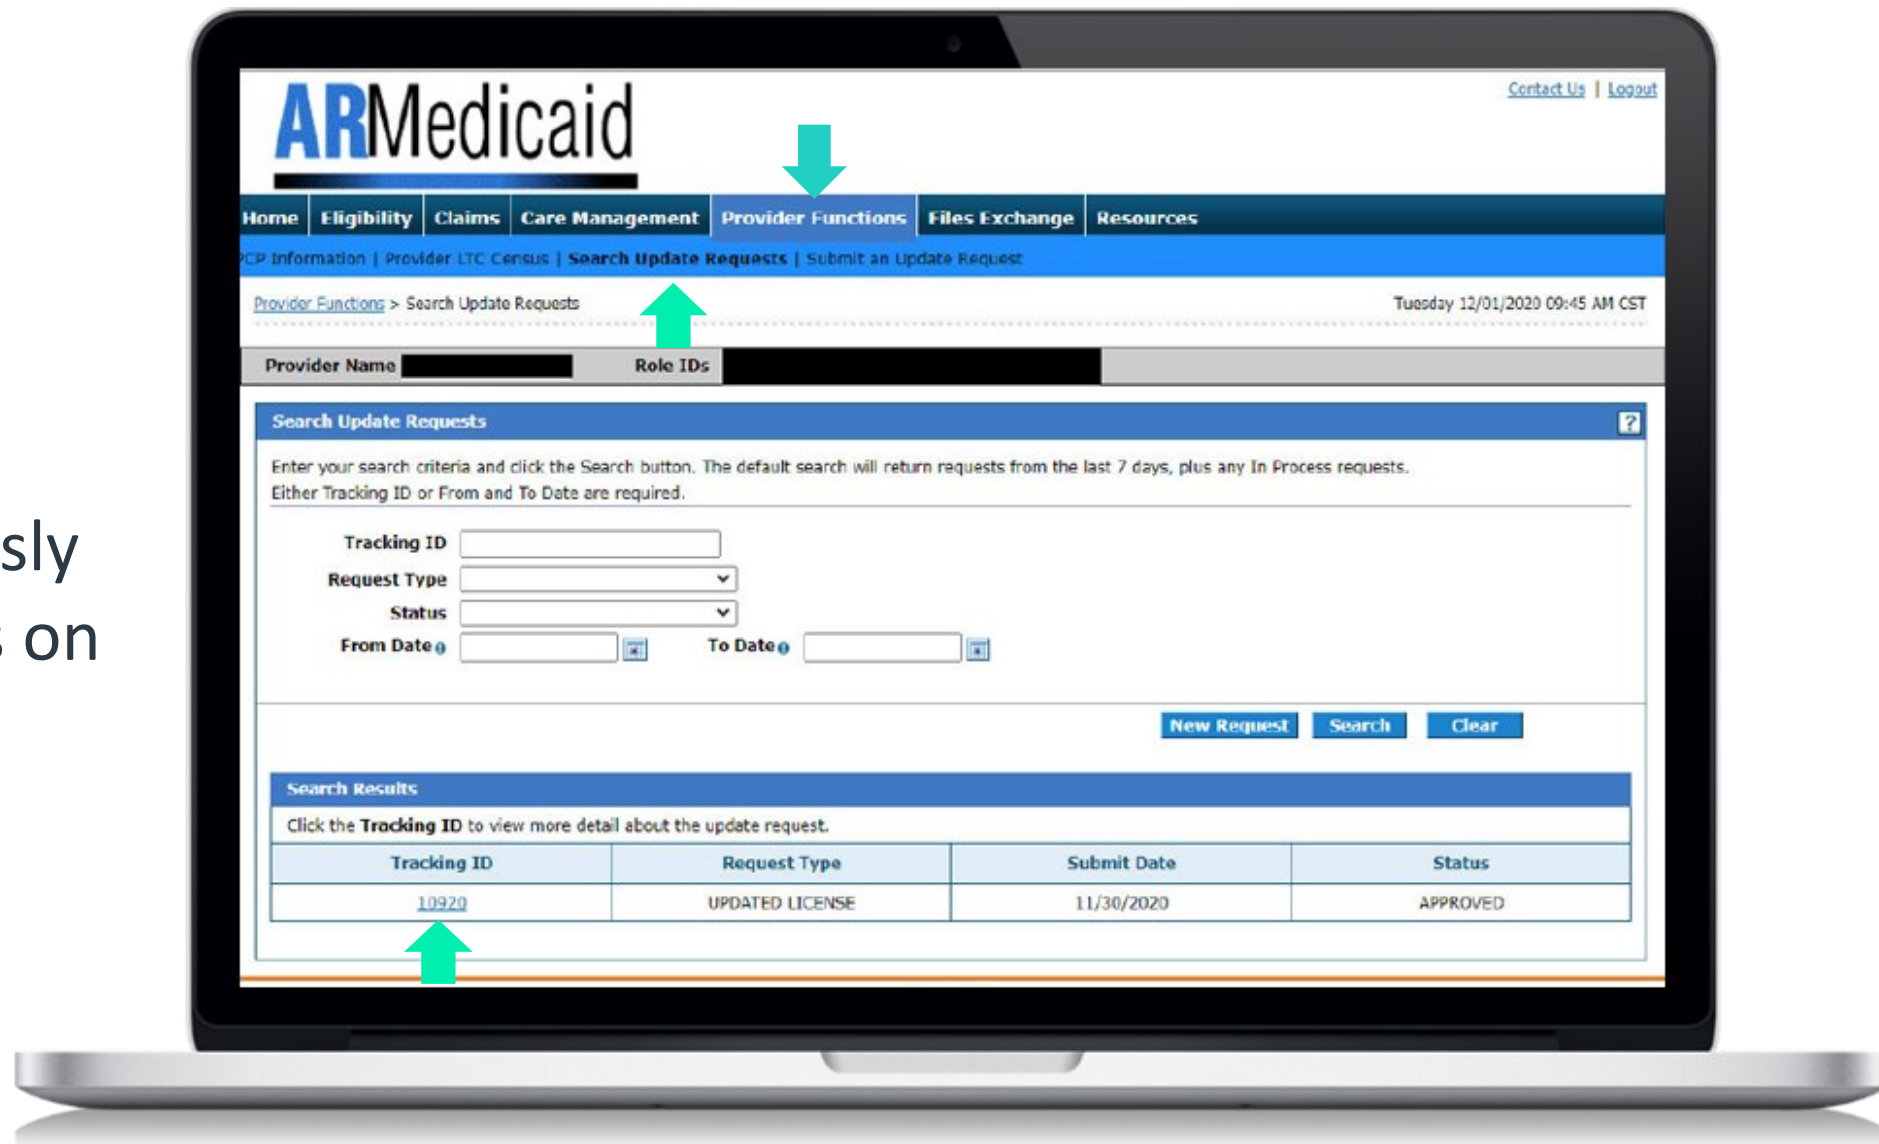 ARMedicaid
Contact Us | Logout
Home Eligibility Claims Care Management Provider Functions Files Exchange Resources
PCP Information | Provider LTC Census | Search Update Requests | Submit an Update Request
Provider Functions > Search Update Requests
Tuesday 12/01/2020 09:45 AM CST
Provider Name Role IDs
Search Update Requests ?
Enter your search criteria and click the Search button. The default search will return requests from the last 7 days, plus any In Process requests.
Either Tracking ID or From and To Date are required.
sly
s on
Tracking ID
Request Type
Status
From Date To Date
New Request Search Clear
Search Results
Click the Tracking ID to view more detail about the update request.
Tracking ID Request Type Submit Date Status
10920 UPDATED LICENSE 11/30/2020 APPROVED